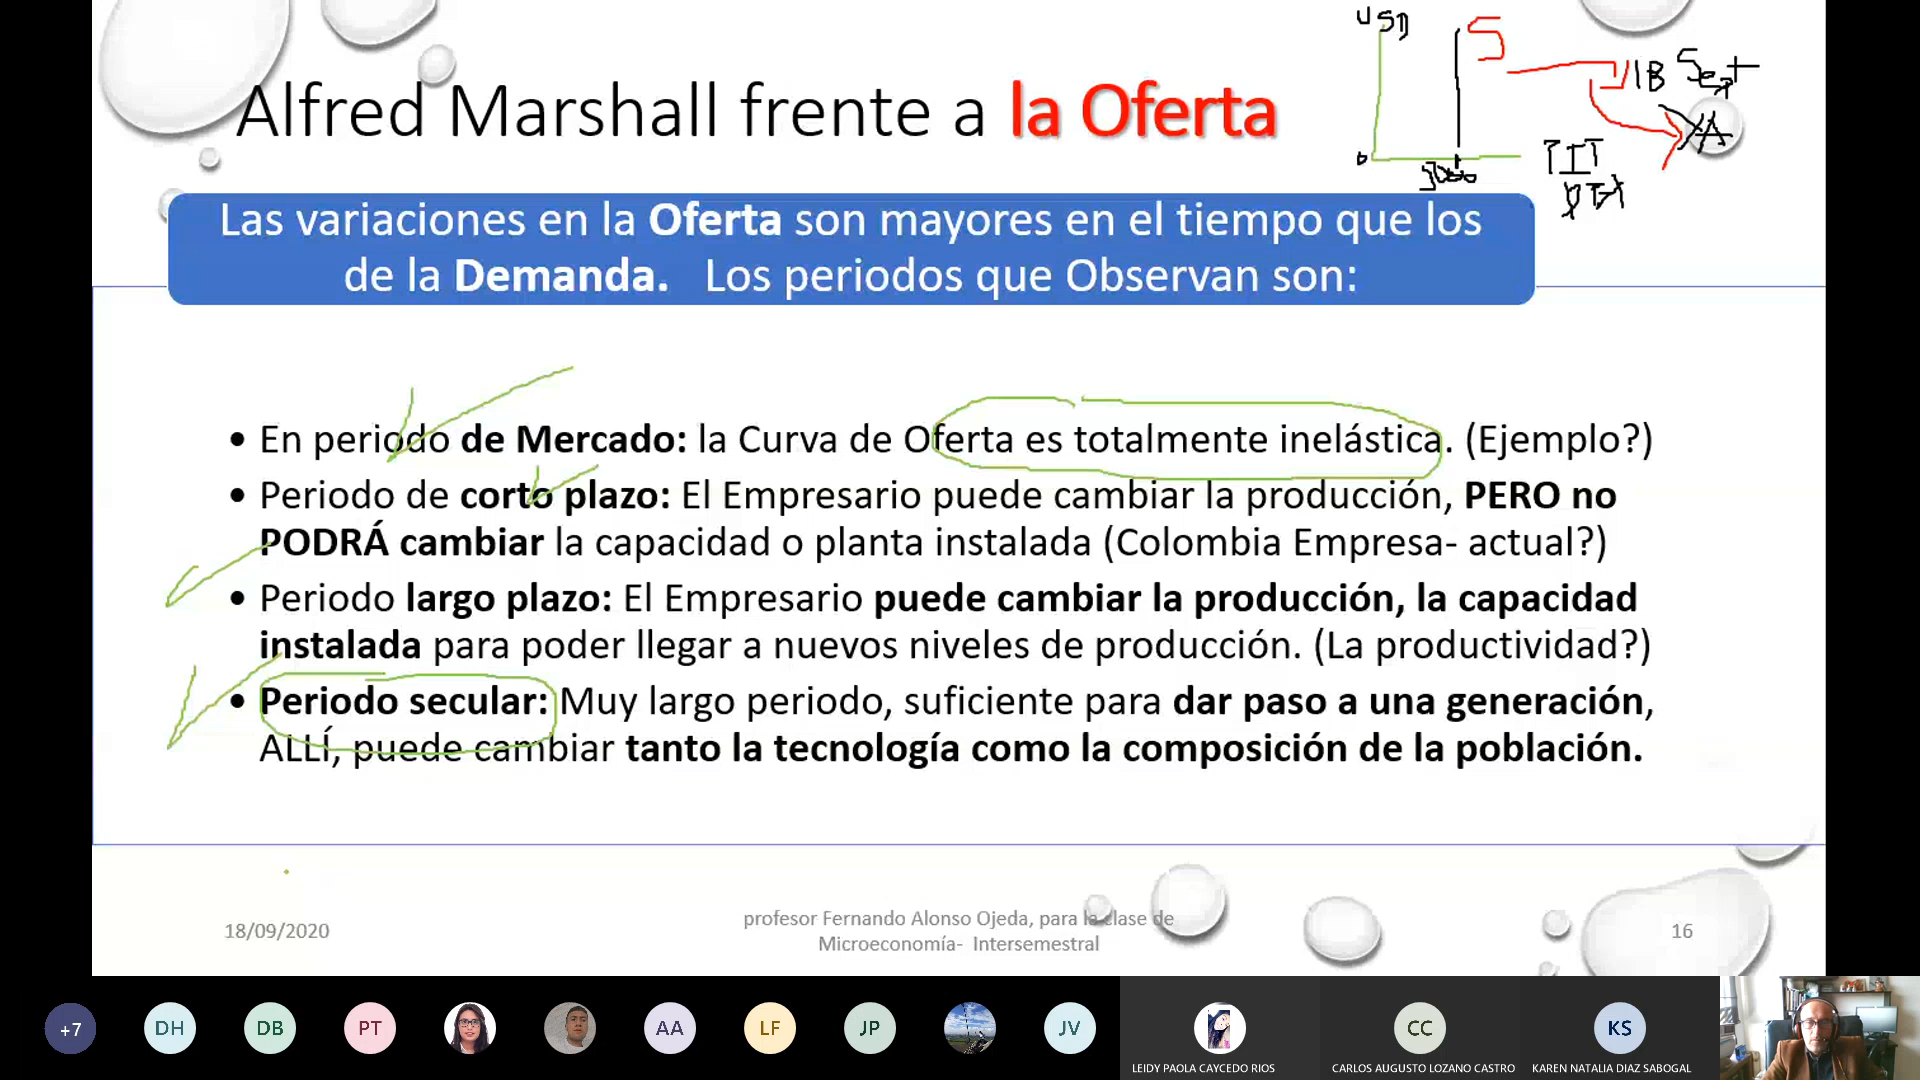 USD
S
18 Sept
Alfred Marshall frente a la Oferta
0
Las variaciones en la Oferta son mayores en el tiempo que los
de la Demanda. Los periodos que Observan son:
• En periodo de Mercado: la Curva de Oferta es totalmente inelástica. (Ejemplo?)
• Periodo de corto plazo: El Empresario puede cambiar la producción, PERO no
PODRÁ cambiar la capacidad o planta instalada (Colombia Empresa- actual?)
• Periodo largo plazo: El Empresario puede cambiar la producción, la capacidad
instalada para poder llegar a nuevos niveles de producción. (La productividad?)
• Periodo secular: Muy largo periodo, suficiente para dar paso a una generación,
ALLÍ, puede cambiar tanto la tecnología como la composición de la población.
18/09/2020
profesor Fernando Alonso Ojeda, para la clase de
Microeconomía- Intersemestral
16
+7
DH
DB
PT
AA
LF
JP
JV
CC
KS
LEIDY PAOLA CAYCEDO RIOS
CARLOS AUGUSTO LOZANO CASTRO
KAREN NATALIA DIAZ SABOGAL